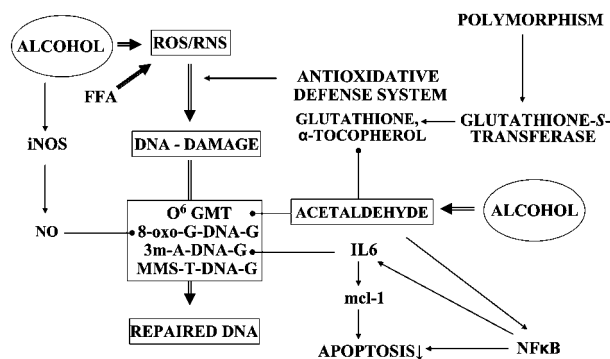 POLYMORPHISM
ALCOHOL
ROS/RNS
FFA
ANTIOXIDATIVE
DEFENSE SYSTEM
GLUTATHIONE,
α-TOCOPHEROL
GLUTATHIONE-S-
TRANSFERASE
iNOS
DNA - DAMAGE
NO
O⁶ GMT
8-oxo-G-DNA-G
3m-A-DNA-G
MMS-T-DNA-G
ACETALDEHYDE
ALCOHOL
IL6
mcl-1
REPAIRED DNA
APOPTOSIS↓
NFκB